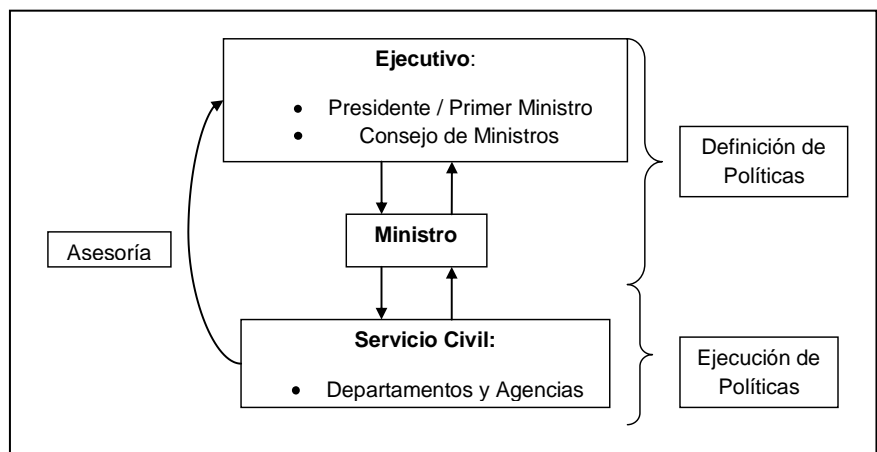 Ejecutivo:
• Presidente / Primer Ministro
• Consejo de Ministros
Definición de
Políticas
Ministro
Asesoría
Servicio Civil:
• Departamentos y Agencias
Ejecución de
Políticas